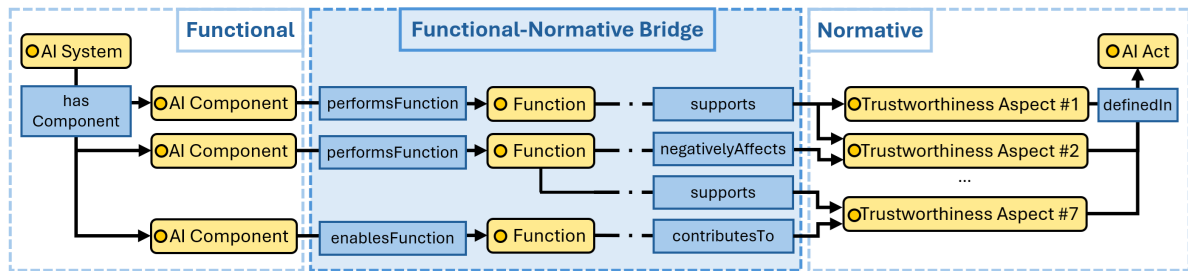 Functional
Functional-Normative Bridge
Normative
AI System
AI Act
has
Component
AI Component
performsFunction
Function
supports
Trustworthiness Aspect #1
definedIn
AI Component
performsFunction
Function
negativelyAffects
Trustworthiness Aspect #2
...
supports
Trustworthiness Aspect #7
AI Component
enablesFunction
Function
contributesTo